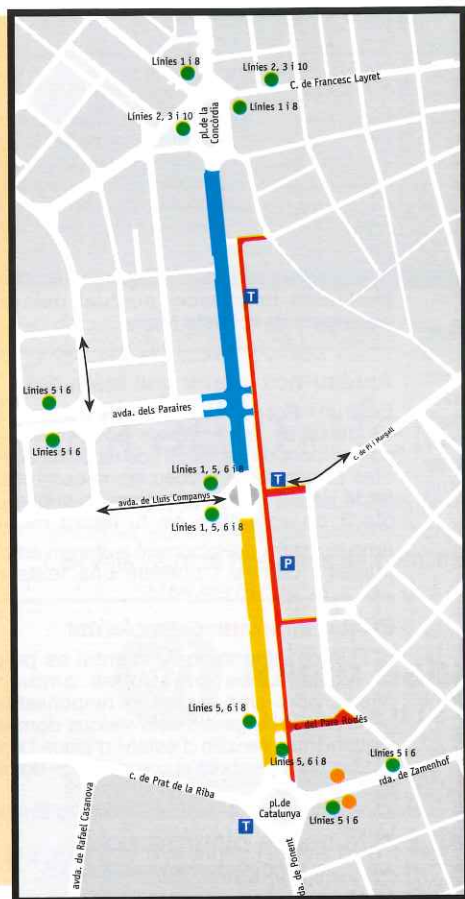 Línies 1 i 8
Línies 2, 3 i 10
C. de Francesc Layret
Línies 2, 3 i 10
pl.de la
Concòrdia
Línies 1 i 8
T
Línies 5 i 6
avda. dels Paraires
Línies 5 i 6
c. de Pi i Margall
Línies 1, 5, 6 i 8
T
avda. de Lluís Companys
Línies 1, 5, 6 i 8
P
Línies 5, 6 i 8
c. del Pare Rodés
Línies 5, 6 i 8
Línies 5 i 6
rda. de Zamenhof
c. de Prat de la Riba
pl.de
Catalunya
Línies 5 i 6
T
avda. de Rafael Casanova
da. de Ponent